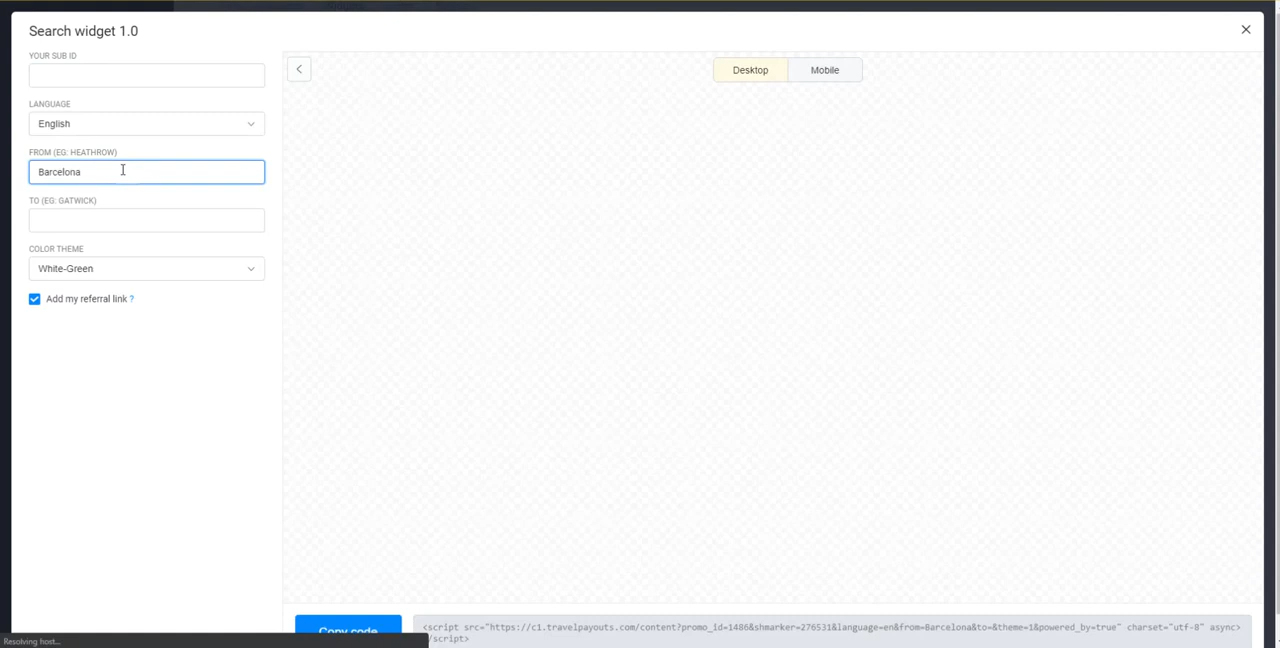 Search widget 1.0
YOUR SUB ID
LANGUAGE
English
FROM (EG: HEATHROW)
Barcelona
TO (EG: GATWICK)
COLOR THEME
White-Green
Add my referral link ?
Desktop
Mobile
Copy code
<script src="https://c1.travelpayouts.com/content?promo_id=1486&shmarker=276531&language=en&from=Barcelona&to=&theme=1&powered_by=true" charset="utf-8" async>
/script>
Resolving host...